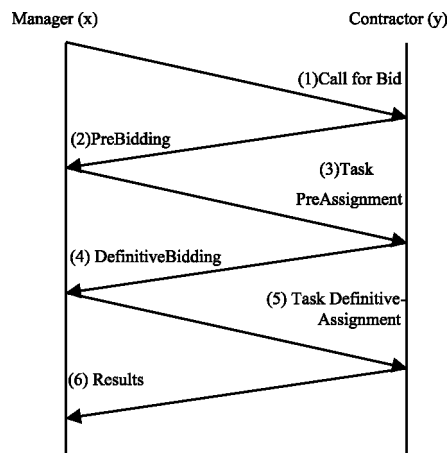 Manager (x)
Contractor (y)
(1)Call for Bid
(2)PreBidding
(3)Task
PreAssignment
(4) DefinitiveBidding
(5) Task Definitive-
Assignment
(6) Results